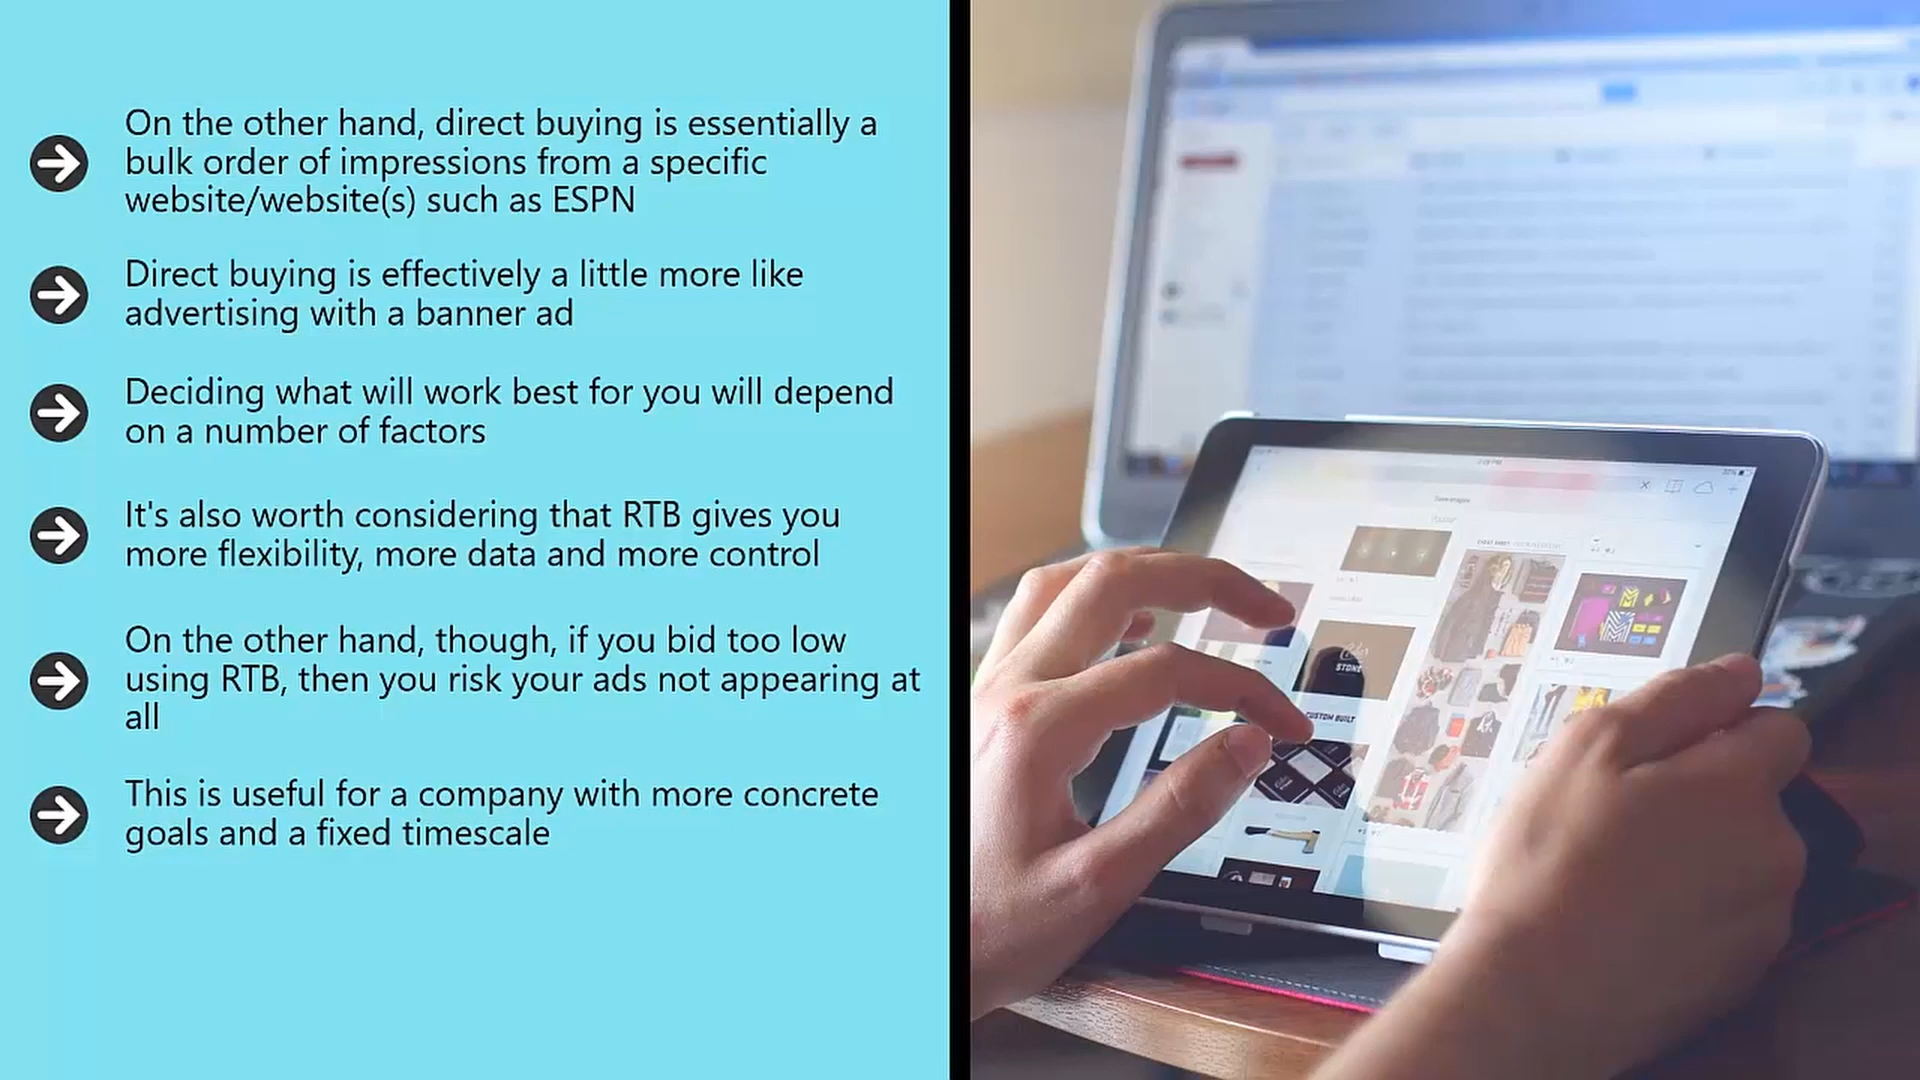 On the other hand, direct buying is essentially a
bulk order of impressions from a specific
website/website(s) such as ESPN
Direct buying is effectively a little more like
advertising with a banner ad
Deciding what will work best for you will depend
on a number of factors
It's also worth considering that RTB gives you
more flexibility, more data and more control
On the other hand, though, if you bid too low
using RTB, then you risk your ads not appearing at
all
This is useful for a company with more concrete
goals and a fixed timescale
STONE
CUSTOM BUILT